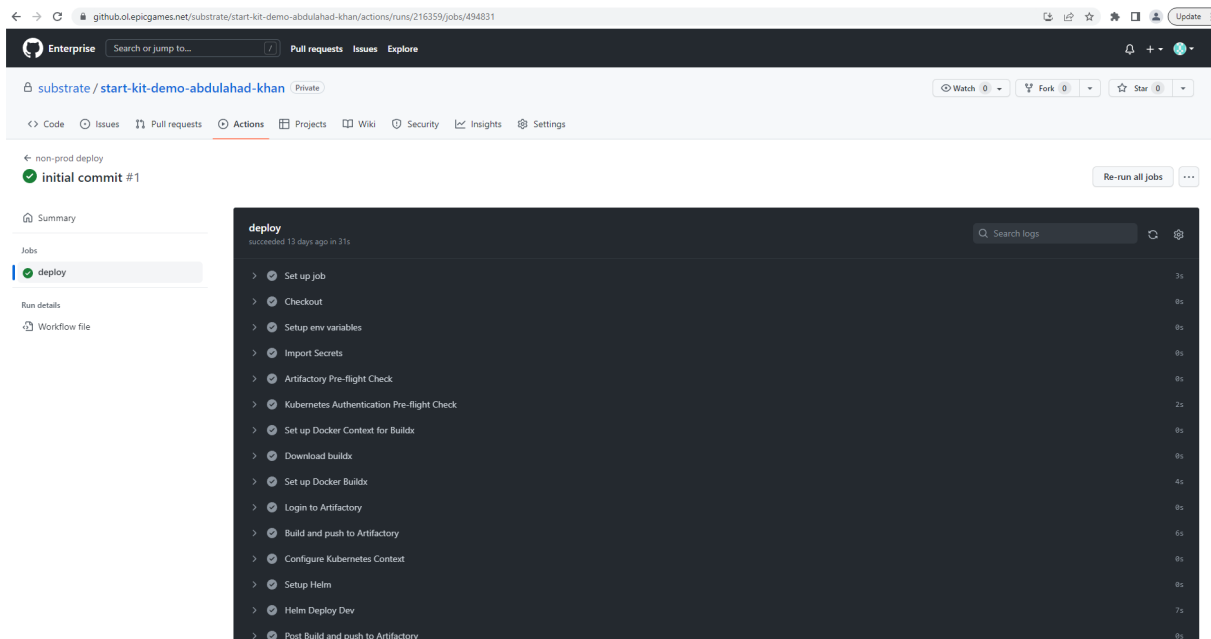 github.ol.epicgames.net/substrate/start-kit-demo-abdulahad-khan/actions/runs/216359/jobs/494831
Update
Enterprise Search or jump to... / Pull requests Issues Explore
substrate / start-kit-demo-abdulahad-khan Private
Watch 0 Fork 0 Star 0
Code Issues Pull requests Actions Projects Wiki Security Insights Settings
non-prod deploy
initial commit #1
Re-run all jobs
Summary
Jobs
deploy
Run details
Workflow file
deploy
succeeded 13 days ago in 31s
Search logs
Set up job 3s
Checkout 0s
Setup env variables 0s
Import Secrets 0s
Artifactory Pre-flight Check 0s
Kubernetes Authentication Pre-flight Check 2s
Set up Docker Context for Buildx 0s
Download buildx 0s
Set up Docker Buildx 4s
Login to Artifactory 0s
Build and push to Artifactory 6s
Configure Kubernetes Context 0s
Setup Helm 0s
Helm Deploy Dev 7s
Post Build and push to Artifactory 0s